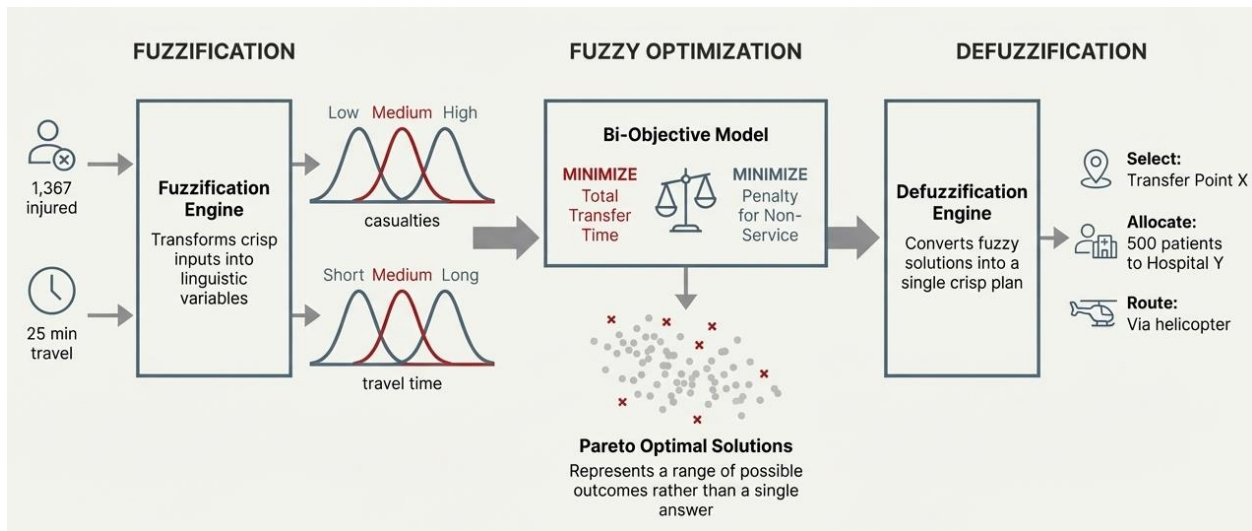 FUZZIFICATION
1,367
injured
25 min
travel
Fuzzification
Engine
Transforms crisp
inputs into
linguistic
variables
Low Medium High
casualties
Short Medium Long
travel time
FUZZY OPTIMIZATION
Bi-Objective Model
MINIMIZE
Total
Transfer
Time
MINIMIZE
Penalty
for Non-
Service
Pareto Optimal Solutions
Represents a range of possible
outcomes rather than a single
answer
DEFUZZIFICATION
Defuzzification
Engine
Converts fuzzy
solutions into a
single crisp plan
Select:
Transfer Point X
Allocate:
500 patients
to Hospital Y
Route:
Via helicopter